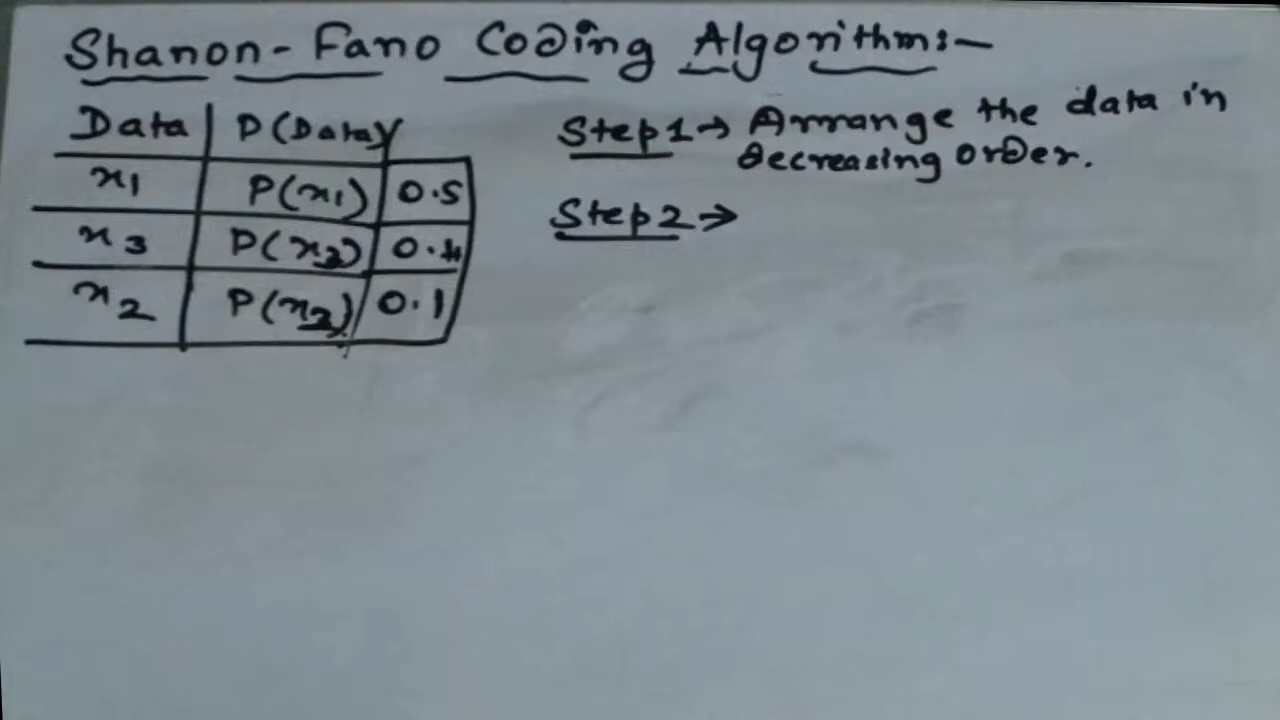 Shanon-Fano Coding Algorithm:-
Data P(Data)
x1 P(x1) 0.5
x3 P(x3) 0.4
x2 P(x2) 0.1
Step1→ Arrange the data in
decreasing order.
Step2→